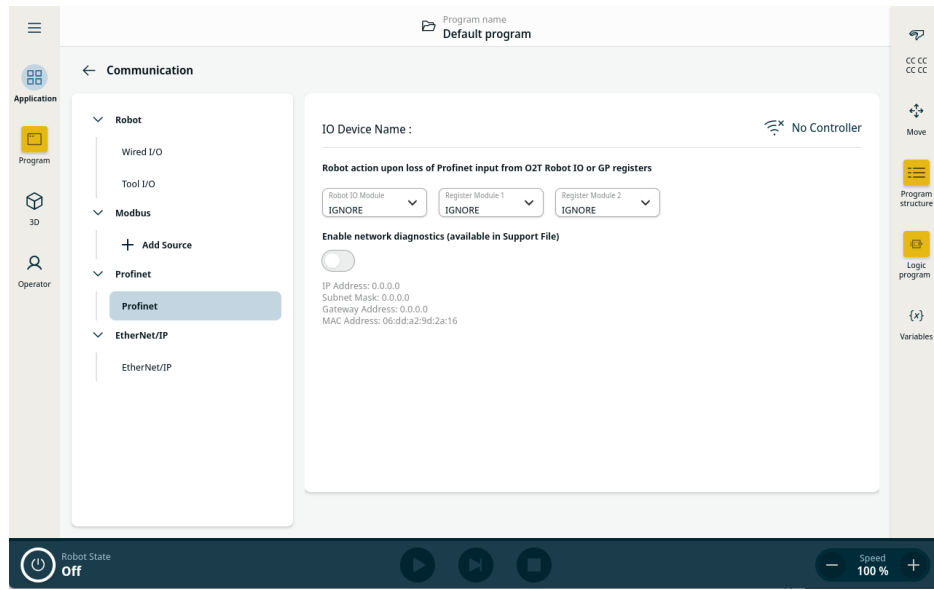 Program name
Default program
Communication
Application
Program
3D
Operator
Robot
Wired I/O
Tool I/O
Modbus
Add Source
Profinet
Profinet
EtherNet/IP
EtherNet/IP
IO Device Name :
No Controller
Robot action upon loss of Profinet input from O2T Robot IO or GP registers
Robot IO Module
IGNORE
Register Module 1
IGNORE
Register Module 2
IGNORE
Enable network diagnostics (available in Support File)
IP Address: 0.0.0.0
Subnet Mask: 0.0.0.0
Gateway Address: 0.0.0.0
MAC Address: 06:dd:a2:9d:2a:16
CC CC
CC CC
Move
Program
structure
Logic
program
{x}
Variables
Robot State
Off
Speed
100 %